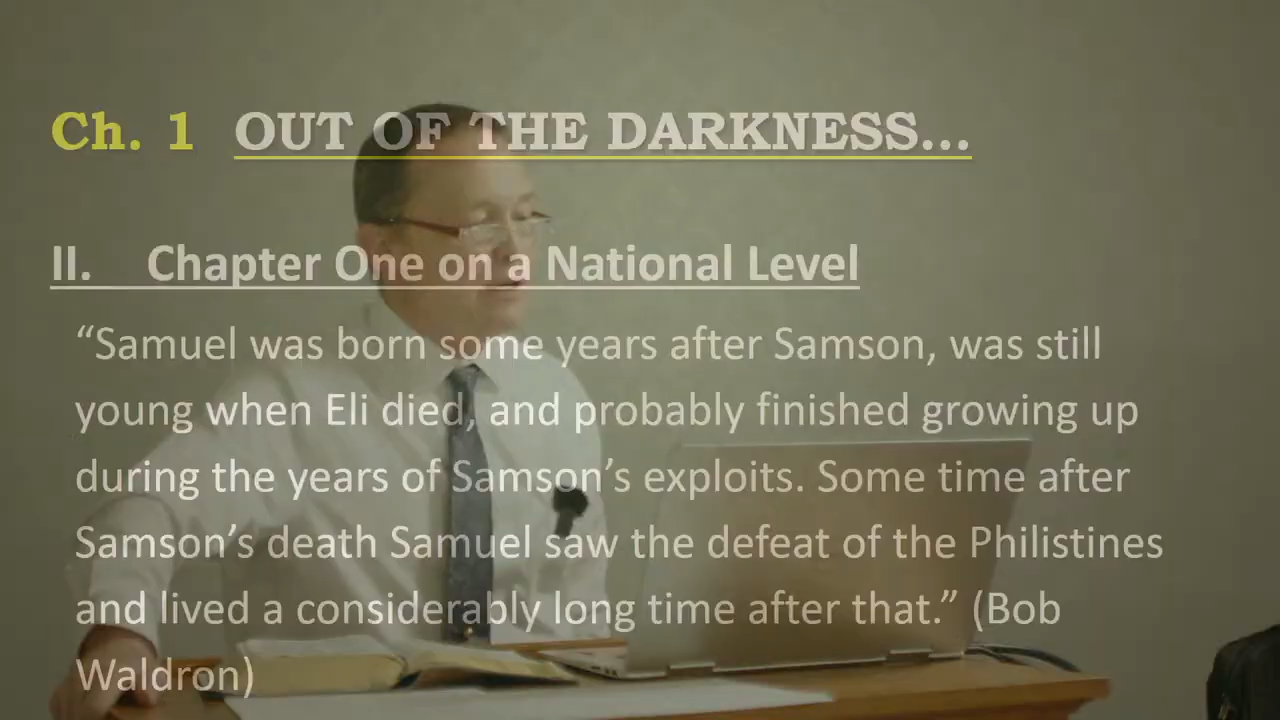 Ch. 1 OUT OF THE DARKNESS...
II. Chapter One on a National Level
“Samuel was born some years after Samson, was still
young when Eli died, and probably finished growing up
during the years of Samson’s exploits. Some time after
Samson’s death Samuel saw the defeat of the Philistines
and lived a considerably long time after that.” (Bob
Waldron)